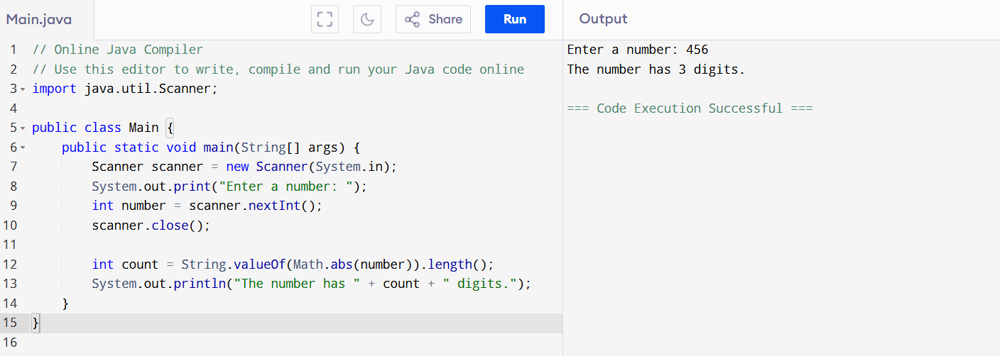 Main.java
Share
Run
Output
1 // Online Java Compiler
2 // Use this editor to write, compile and run your Java code online
3 import java.util.Scanner;
4
5 public class Main {
6     public static void main(String[] args) {
7         Scanner scanner = new Scanner(System.in);
8         System.out.print("Enter a number: ");
9         int number = scanner.nextInt();
10         scanner.close();
11
12         int count = String.valueOf(Math.abs(number)).length();
13         System.out.println("The number has " + count + " digits.");
14     }
15 }
16
Enter a number: 456
The number has 3 digits.
=== Code Execution Successful ===